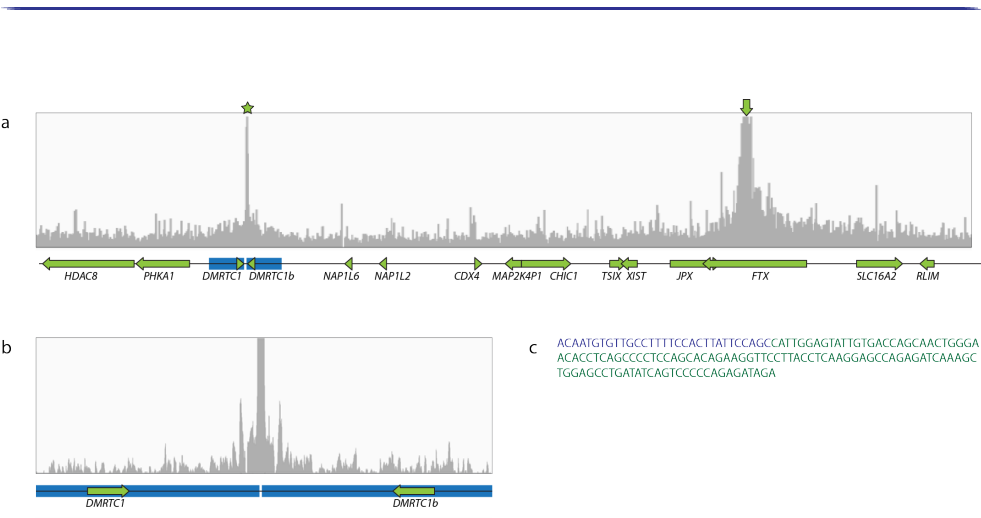 a
HDAC8 PHKA1 DMRTC1 DMRTC1b NAP1L6 NAP1L2 CDX4 MAP2K4P1 CHIC1 TSIX XIST JPX FTX SLC16A2 RLIM
b
DMRTC1 DMRTC1b
c
ACAATGTGTTGCCTTTTTCCACTTATTCCAGCCATTGGAGTATTGTGACCAGCAACTGGGA
ACACCTCAGCCCCTCCAGCACAGAAGGTTCCTTACCTCAAGGAGCCAGAGATCAAAGC
TGGAGCCTGATATCAGTCCCCCAGAGATAGA